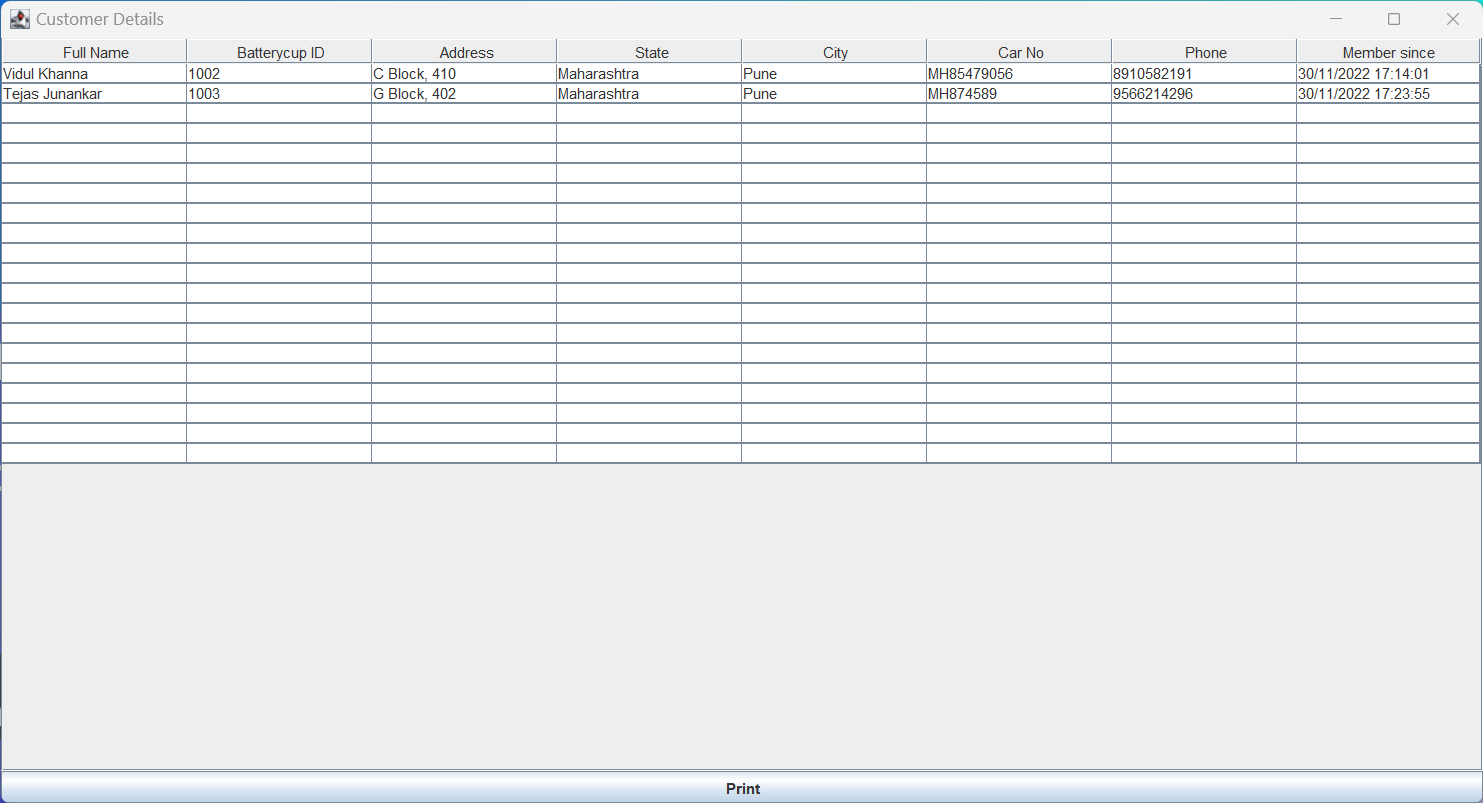 Customer Details
Full Name Batterycup ID Address State City Car No Phone Member since
Vidul Khanna 1002 C Block, 410 Maharashtra Pune MH85479056 8910582191 30/11/2022 17:14:01
Tejas Junankar 1003 G Block, 402 Maharashtra Pune MH874589 9566214296 30/11/2022 17:23:55
Print